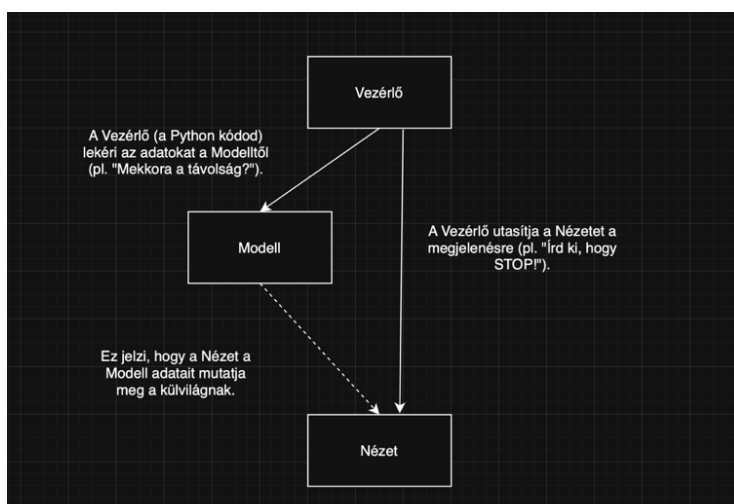 Vezérlő
A Vezérlő (a Python kódod)
lekéri az adatokat a Modelltől
(pl. "Mekkora a távolság?").
Modell
A Vezérlő utasítja a Nézetet a
megjelenésre (pl. "Írd ki, hogy
STOP!").
Ez jelzi, hogy a Nézet a
Modell adatait mutatja
meg a külvilágnak.
Nézet